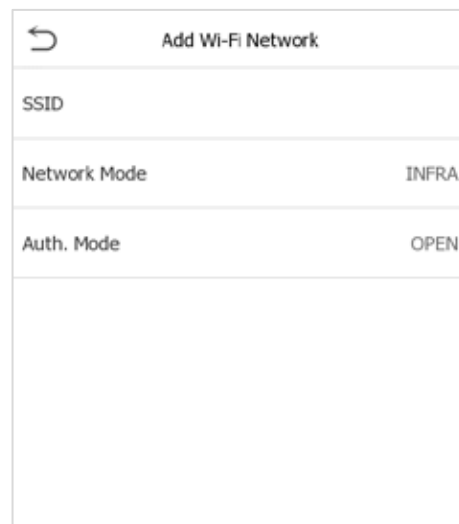 Add Wi-Fi Network
SSID
Network Mode INFRA
Auth. Mode OPEN